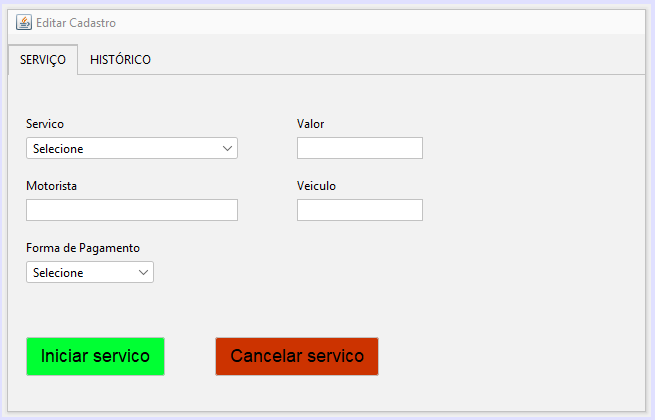 Editar Cadastro
SERVIÇO HISTÓRICO
Servico Valor
Selecione
Motorista Veiculo
Forma de Pagamento
Selecione
Iniciar servico Cancelar servico